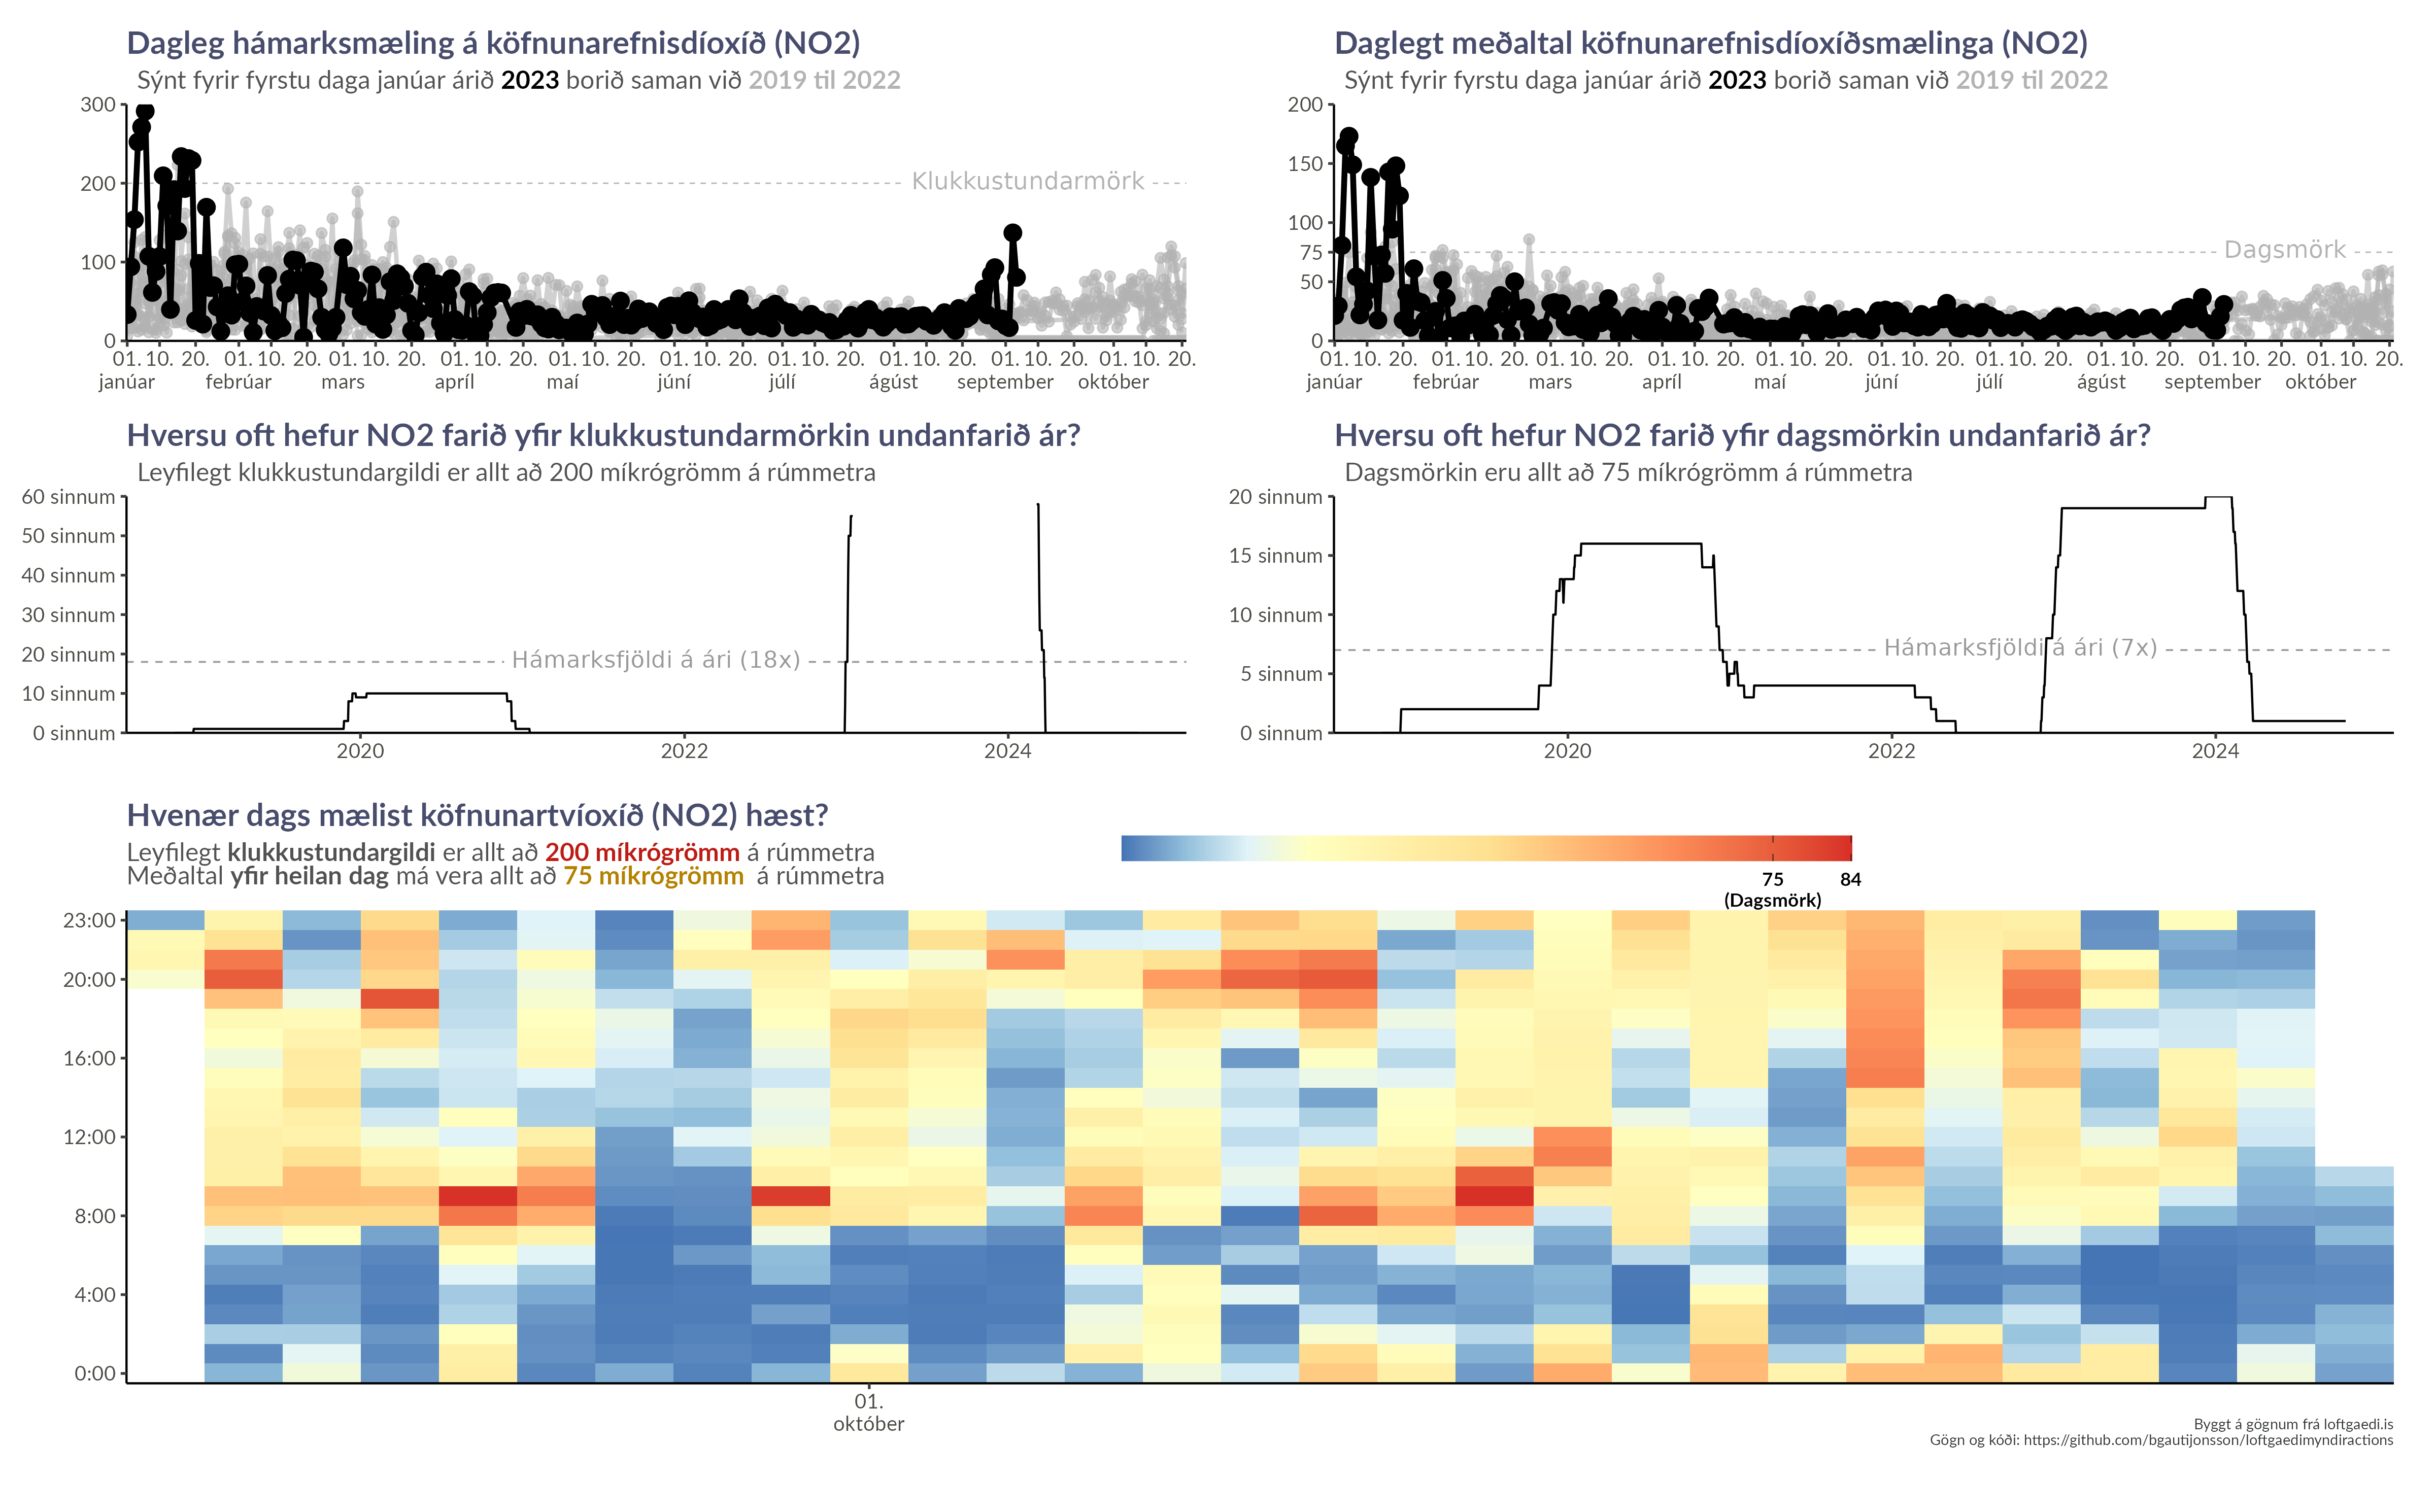 Dagleg hámarksmæling á köfnunarefnisdíoxíð (NO2)
Sýnt fyrir fyrstu daga janúar árið 2023 borið saman við 2019 til 2022
300
200
100
0
Klukkustundarmörk
01. 10. 20. 01. 10. 20. 01. 10. 20. 01. 10. 20. 01. 10. 20. 01. 10. 20. 01. 10. 20. 01. 10. 20. 01. 10. 20. 01. 10. 20.
janúar febrúar mars apríl maí júní júlí ágúst september október
Daglegt meðaltal köfnunarefnisdíoxíðsmælinga (NO2)
Sýnt fyrir fyrstu daga janúar árið 2023 borið saman við 2019 til 2022
200
150
100
75
50
0
Dagsmörk
01. 10. 20. 01. 10. 20. 01. 10. 20. 01. 10. 20. 01. 10. 20. 01. 10. 20. 01. 10. 20. 01. 10. 20. 01. 10. 20. 01. 10. 20.
janúar febrúar mars apríl maí júní júlí ágúst september október
Hversu oft hefur NO2 farið yfir klukkustundarmörkin undanfarið ár?
Leyfilegt klukkustundargildi er allt að 200 míkrógrömm á rúmmetra
60 sinnum
50 sinnum
40 sinnum
30 sinnum
20 sinnum
10 sinnum
0 sinnum
Hámarksfjöldi á ári (18x)
2020 2022 2024
Hversu oft hefur NO2 farið yfir dagsmörkin undanfarið ár?
Dagsmörkin eru allt að 75 míkrógrömm á rúmmetra
20 sinnum
15 sinnum
10 sinnum
5 sinnum
0 sinnum
Hámarksfjöldi á ári (7x)
2020 2022 2024
Hvenær dags mælist köfnunartvíoxíð (NO2) hæst?
Leyfilegt klukkustundargildi er allt að 200 míkrógrömm á rúmmetra
Meðaltal yfir heilan dag má vera allt að 75 míkrógrömm á rúmmetra
75 84
(Dagsmörk)
23:00
20:00
16:00
12:00
8:00
4:00
0:00
01.
október
Byggt á gögnum frá loftgaedi.is
Gögn og kóði: https://github.com/bgautijonsson/loftgaedimyndiractions